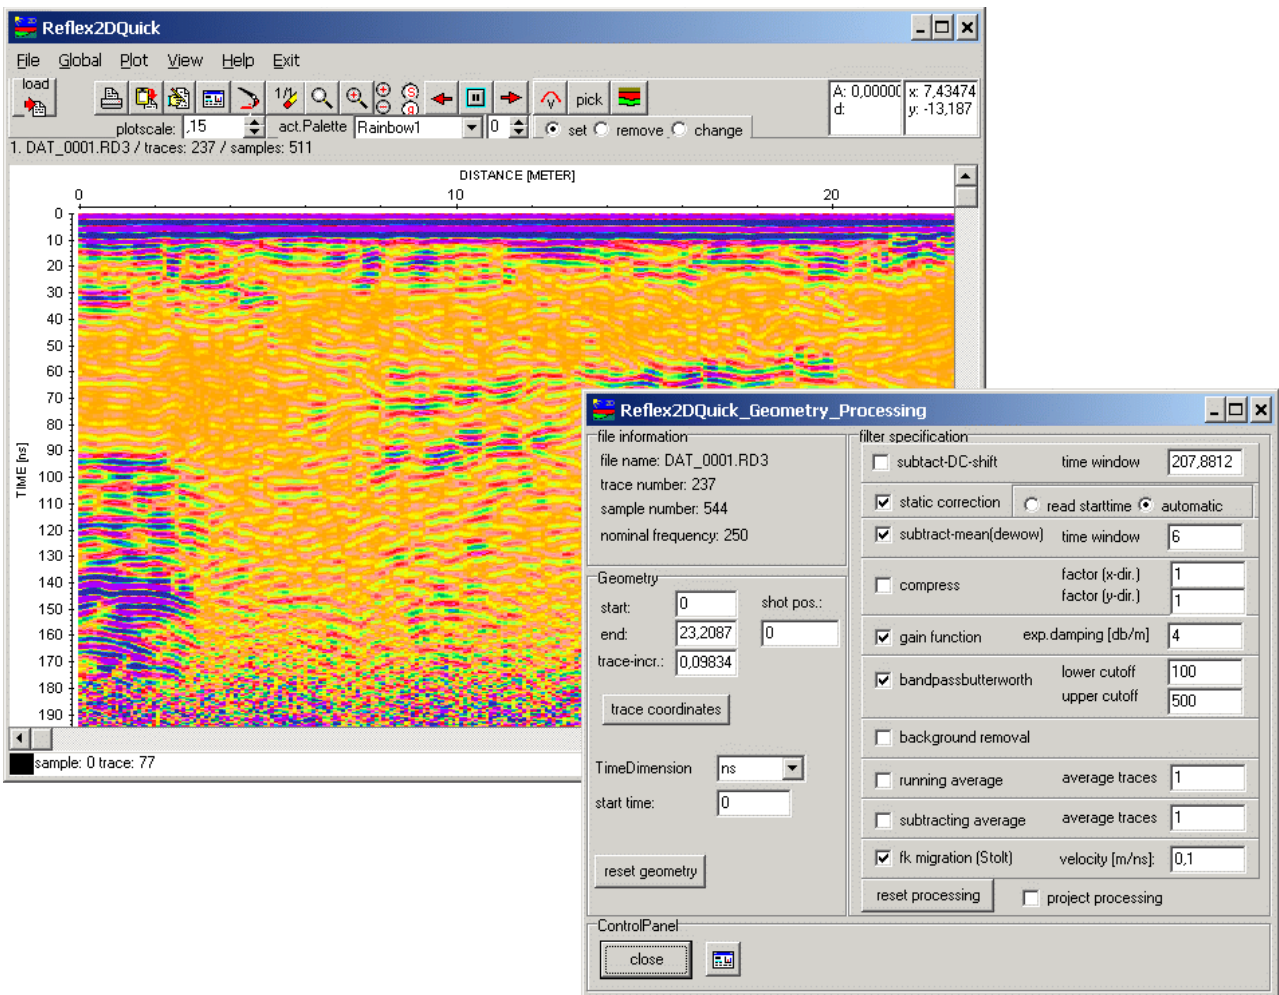 Reflex2DQuick
File Global Plot View Help Exit
load
1/1 S g V pick
A: 0,00000 x: 7,43474
d: y: -13,187
plotscale: ,15 act.Palette Rainbow1 0 set remove change
1. DAT_0001.RD3 / traces: 237 / samples: 511
DISTANCE [METER]
0 10 20
0
10
20
30
40
50
60
70
80
90
100
110
120
130
140
150
160
170
180
190
TIME [ns]
sample: 0 trace: 77
Reflex2DQuick_Geometry_Processing
file information
file name: DAT_0001.RD3
trace number: 237
sample number: 544
nominal frequency: 250
Geometry
start: 0 shot pos.:
end: 23,2087 0
trace-incr.: 0,09834
trace coordinates
TimeDimension ns
start time: 0
reset geometry
filter specification
subtact-DC-shift time window 207,8812
static correction read starttime automatic
subtract-mean(dewow) time window 6
compress factor (x-dir.) 1
factor (y-dir.) 1
gain function exp.damping [db/m] 4
bandpassbutterworth lower cutoff 100
upper cutoff 500
background removal
running average average traces 1
subtracting average average traces 1
fk migration (Stolt) velocity [m/ns]: 0,1
reset processing project processing
ControlPanel
close